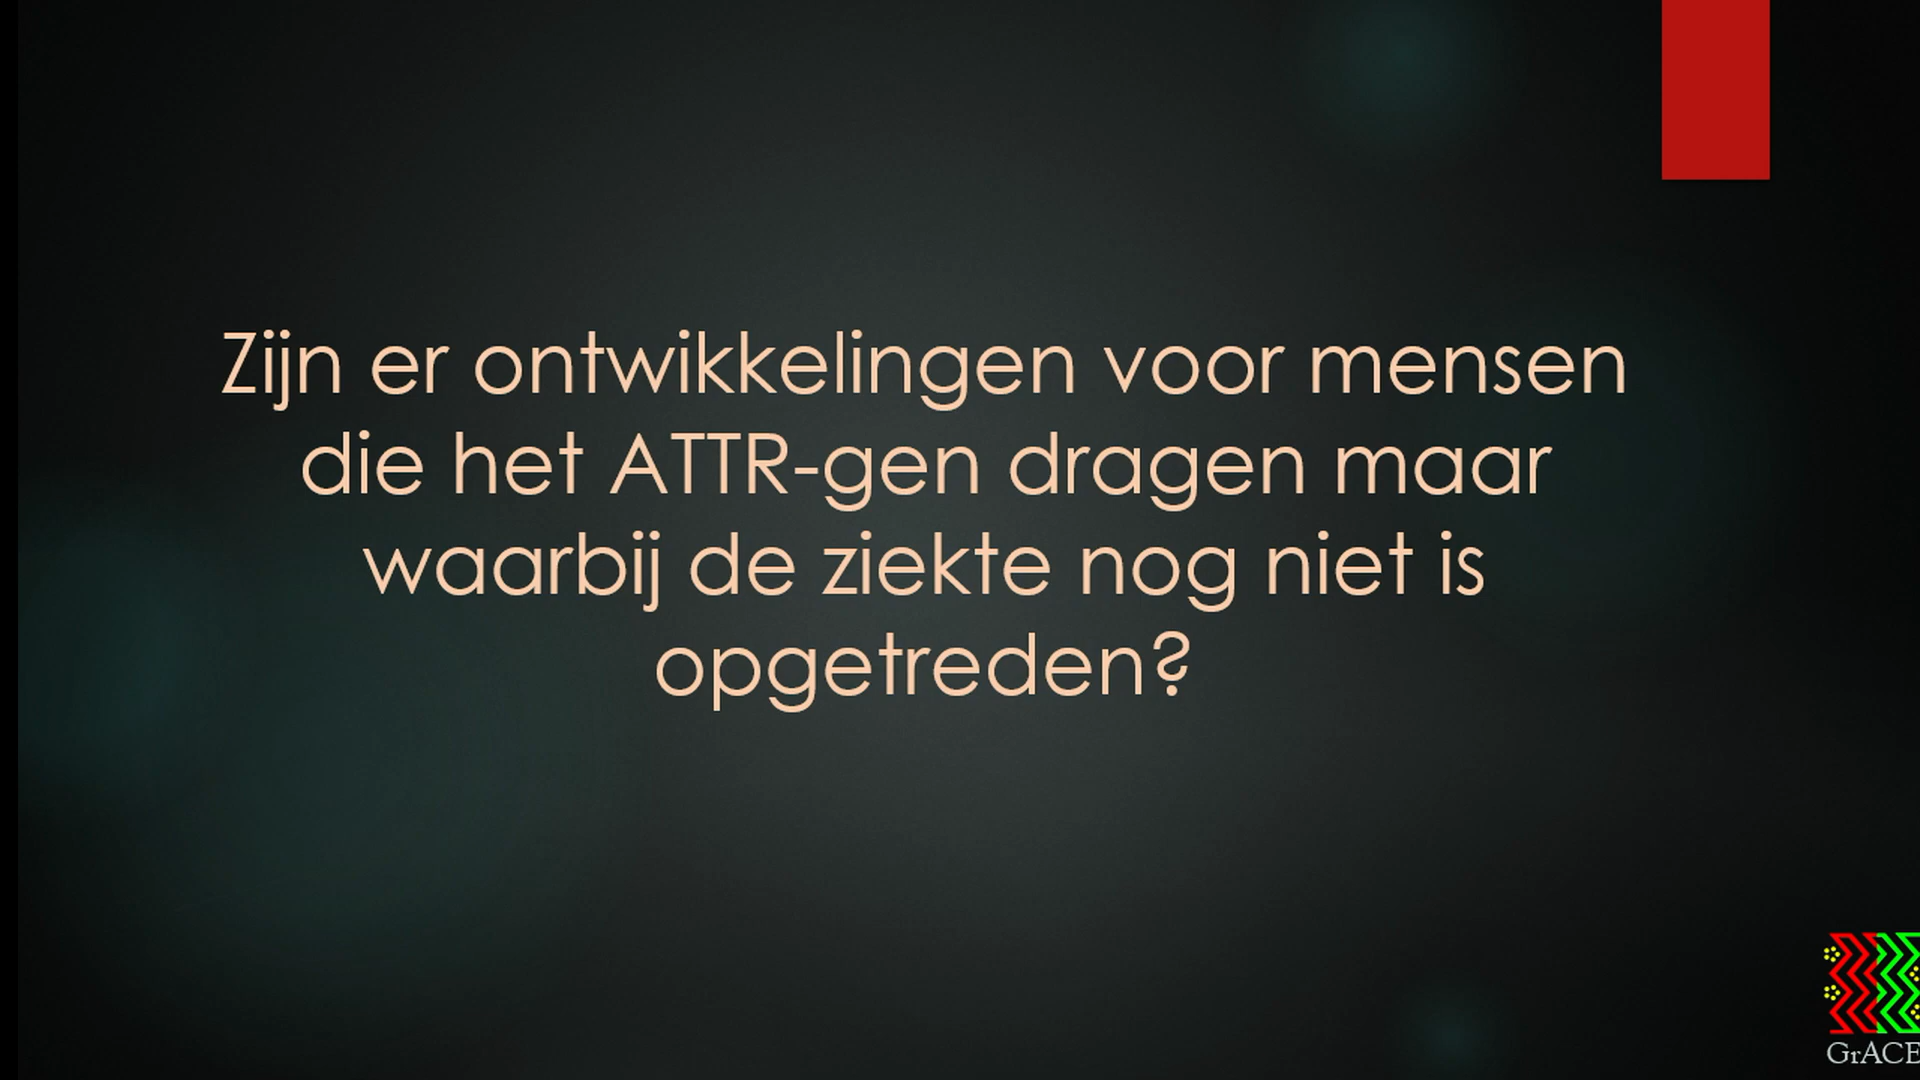 Zijn er ontwikkelingen voor mensen
die het ATTR-gen dragen maar
waarbij de ziekte nog niet is
opgetreden?
GrACE